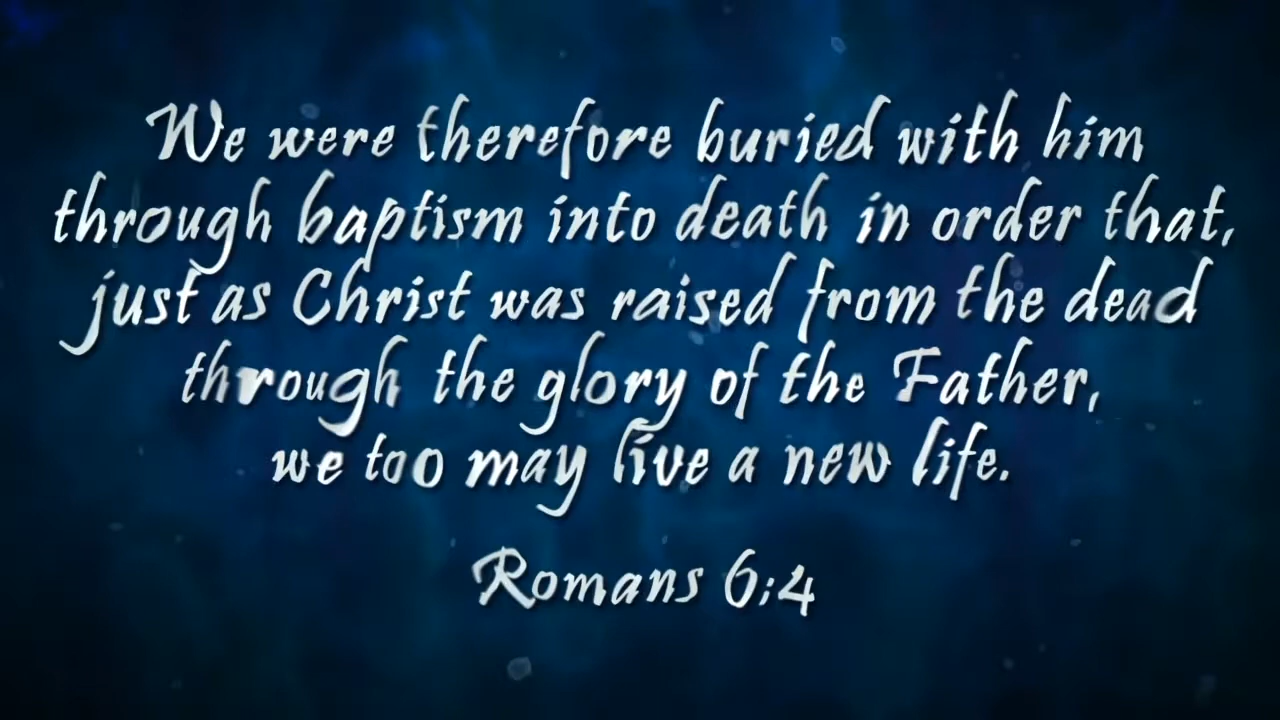 We were therefore buried with him
through baptism into death in order that,
just as Christ was raised from the dead
through the glory of the Father,
we too may live a new life.
Romans 6:4